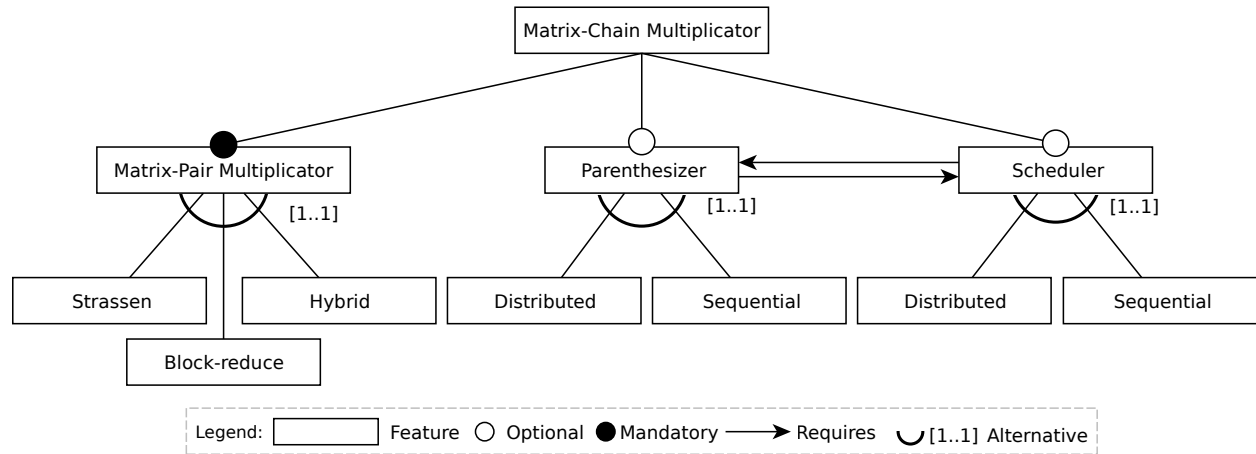 Matrix-Chain Multiplicator
Matrix-Pair Multiplicator
Parenthesizer
Scheduler
[1..1]
[1..1]
[1..1]
Strassen
Hybrid
Distributed
Sequential
Distributed
Sequential
Block-reduce
Legend: Feature Optional Mandatory Requires [1..1] Alternative